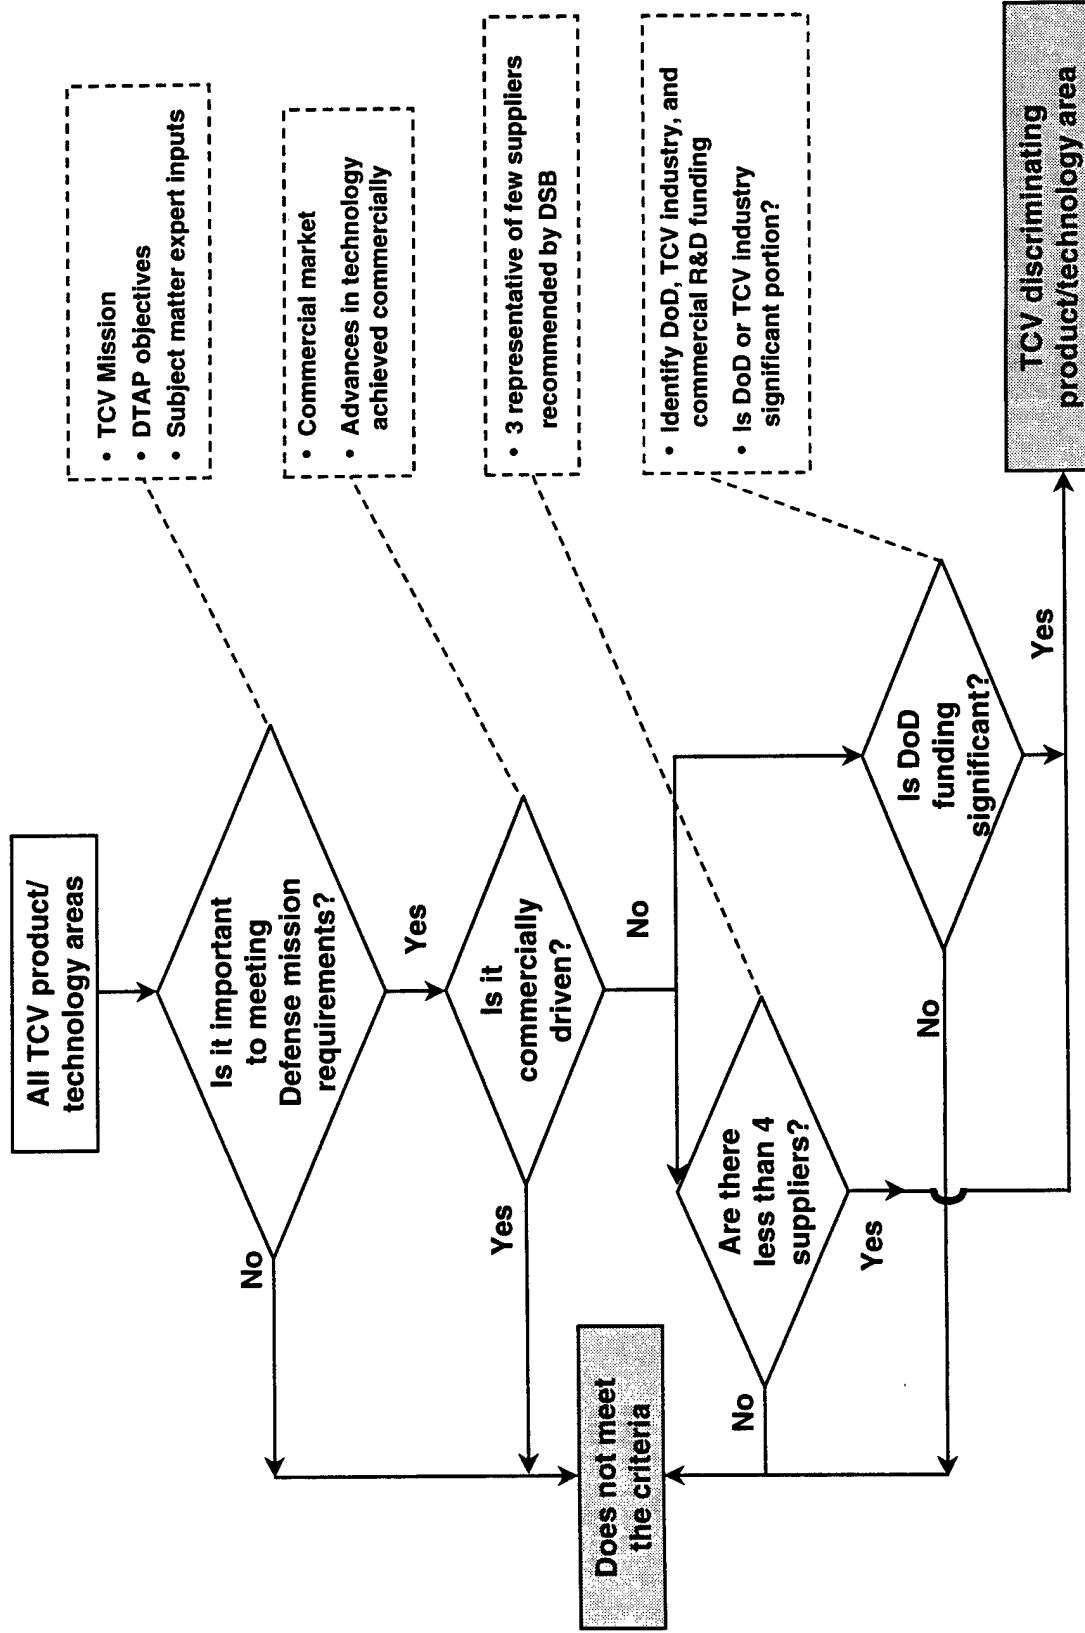 All TCV product/
technology areas
Is it important
to meeting
Defense mission
requirements?
No
Yes
• TCV Mission
• DTAP objectives
• Subject matter expert inputs
Is it
commercially
driven?
Yes
No
• Commercial market
• Advances in technology
achieved commercially
Does not meet
the criteria
Are there
less than 4
suppliers?
No
Yes
• 3 representative of few suppliers
recommended by DSB
Is DoD
funding
significant?
No
Yes
• Identify DoD, TCV industry, and
commercial R&D funding
• Is DoD or TCV industry
significant portion?
TCV discriminating
product/technology area